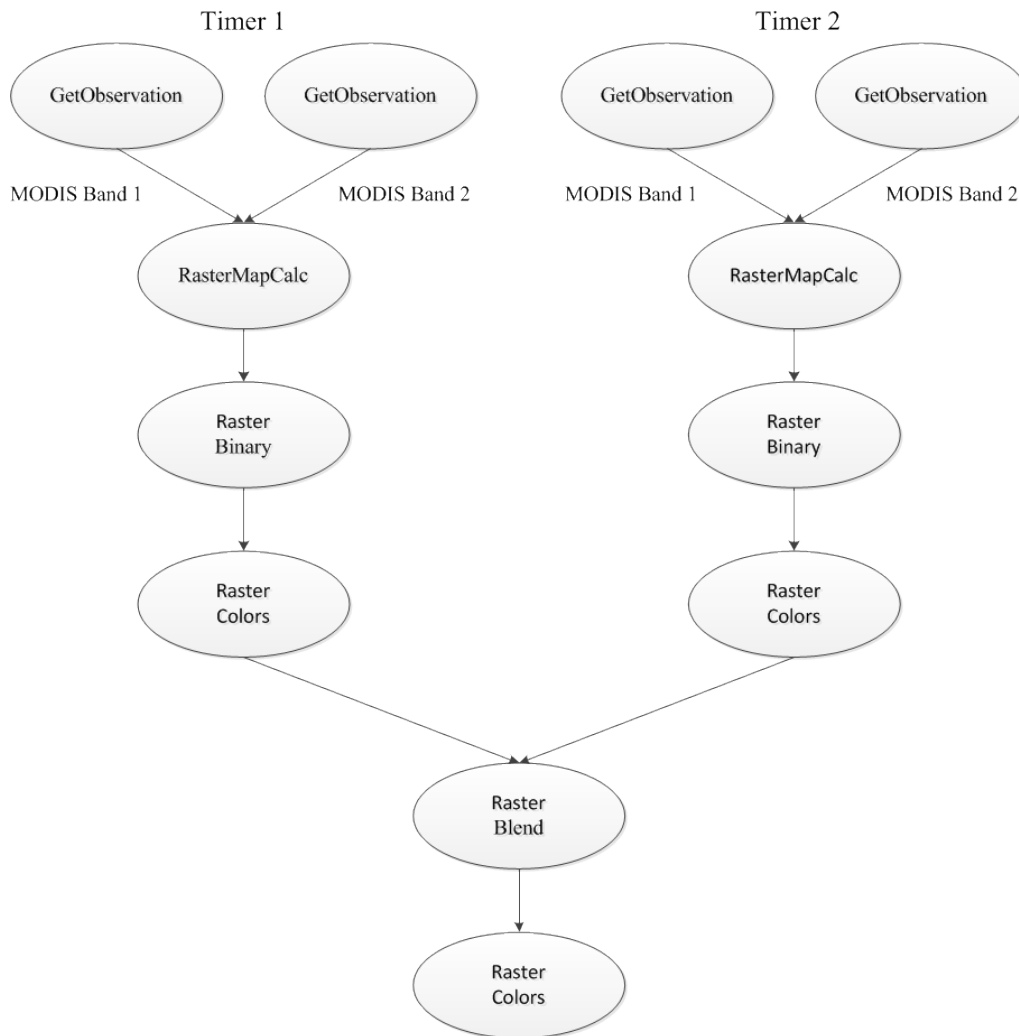 Timer 1
Timer 2
GetObservation
GetObservation
GetObservation
GetObservation
MODIS Band 1
MODIS Band 2
MODIS Band 1
MODIS Band 2
RasterMapCalc
RasterMapCalc
Raster
Binary
Raster
Binary
Raster
Colors
Raster
Colors
Raster
Blend
Raster
Colors